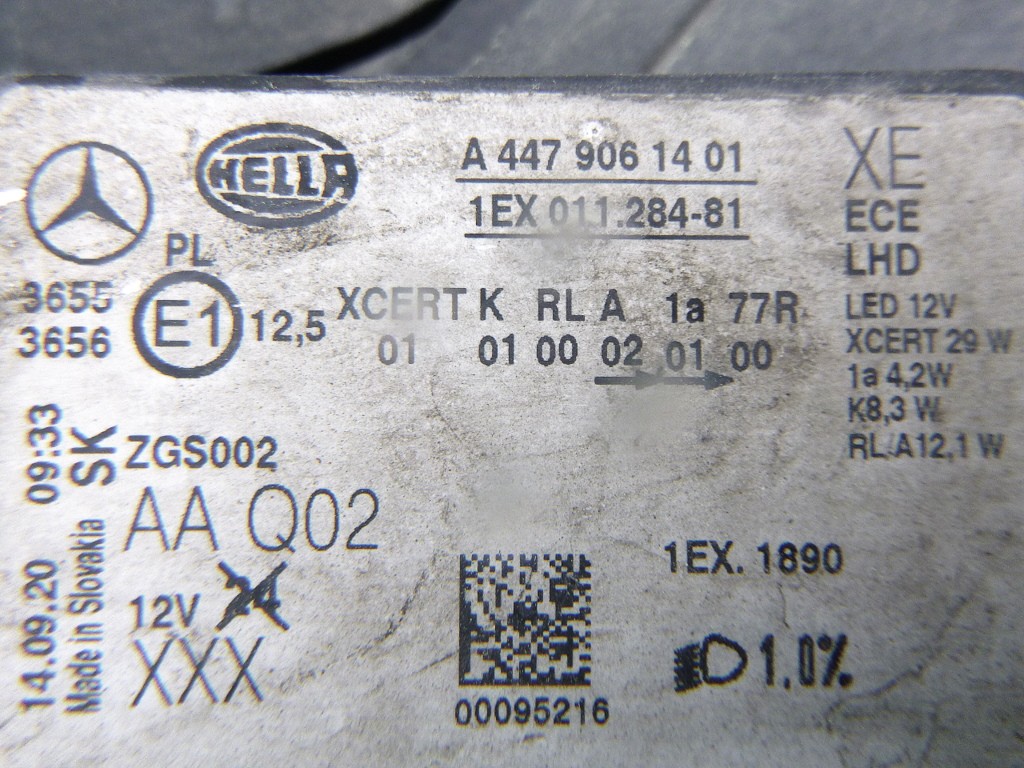 HELLA
A 447 906 14 01
1EX 011.284-81
XE
ECE
LHD
PL
3655
3656
E1
12,5
XCERT K RL A 1a 77R
01 01 00 02 01 00
LED 12V
XCERT 29 W
1a 4,2W
K8,3 W
RL A12,1 W
14.09.20 09:33
Made in Slovakia SK
ZGS002
AA Q02
12V 24
XXX
00095216
1EX. 1890
1.0%